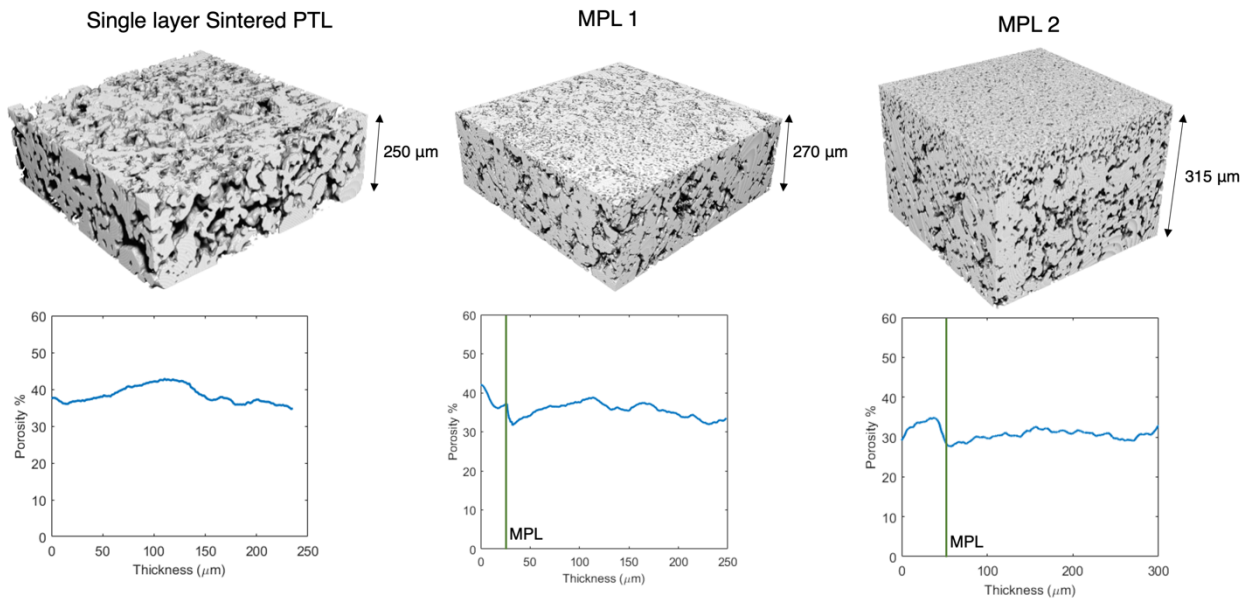 Single layer Sintered PTL
MPL 1
MPL 2
250 μm
270 μm
315 μm
60
50
40
30
20
10
0
Porosity %
0 50 100 150 200 250
Thickness (μm)
60
50
40
30
20
10
0
Porosity %
MPL
0 50 100 150 200 250
Thickness (μm)
60
50
40
30
20
10
0
Porosity %
MPL
0 100 200 300
Thickness (μm)